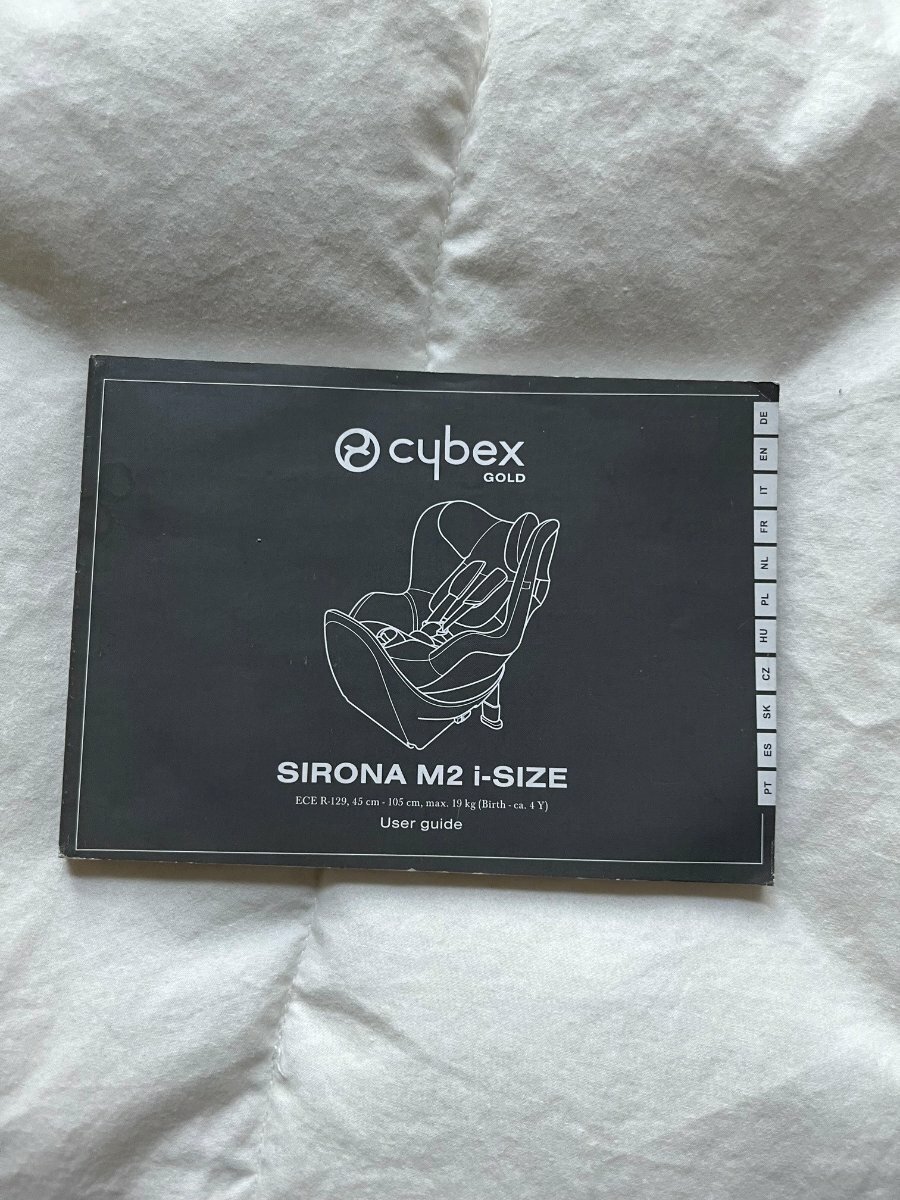 cybex
GOLD
SIRONA M2 i-SIZE
ECE R-129, 45 cm - 105 cm, max. 19 kg (Birth - ca. 4 Y)
User guide
DE
EN
IT
FR
NL
PL
HU
CZ
SK
ES
PT